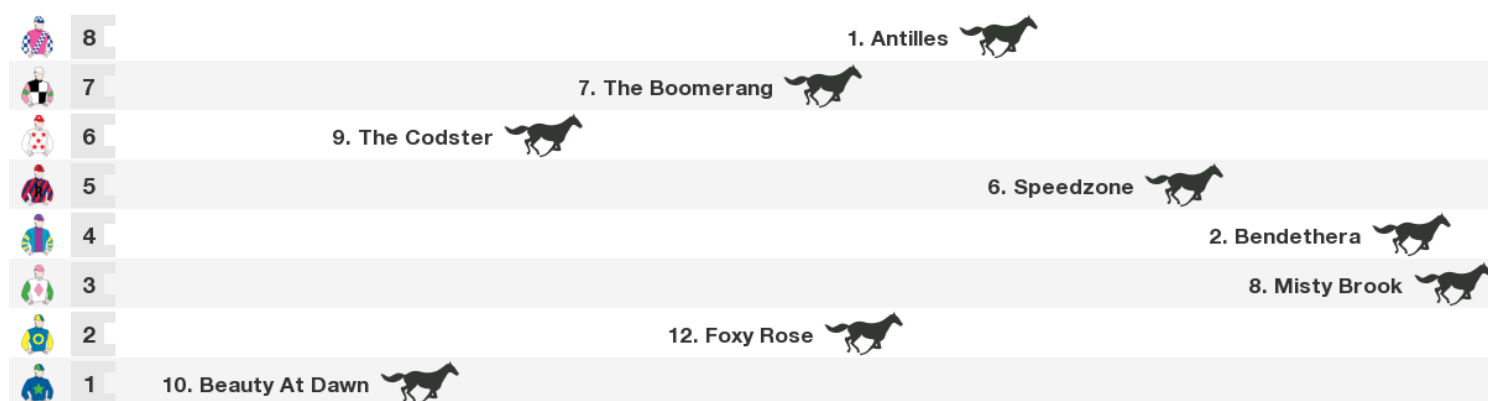 8 1. Antilles
7 7. The Boomerang
6 9. The Codster
5 6. Speedzone
4 2. Bendethera
3 8. Misty Brook
2 12. Foxy Rose
1 10. Beauty At Dawn